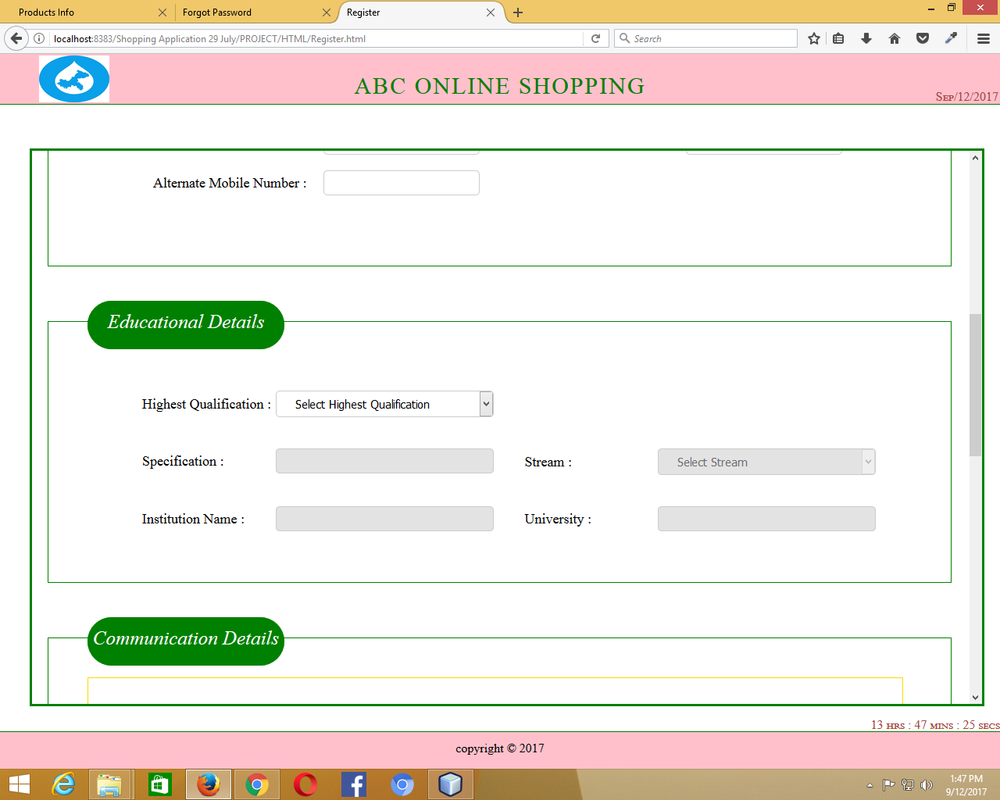 Products Info
Forgot Password
Register
localhost:8383/Shopping Application 29 July/PROJECT/HTML/Register.html
Search
ABC ONLINE SHOPPING
Sep/12/2017
Alternate Mobile Number :
Educational Details
Highest Qualification : Select Highest Qualification
Specification :
Stream : Select Stream
Institution Name :
University :
Communication Details
13 hrs : 47 mins : 25 secs
copyright © 2017
1:47 PM
9/12/2017